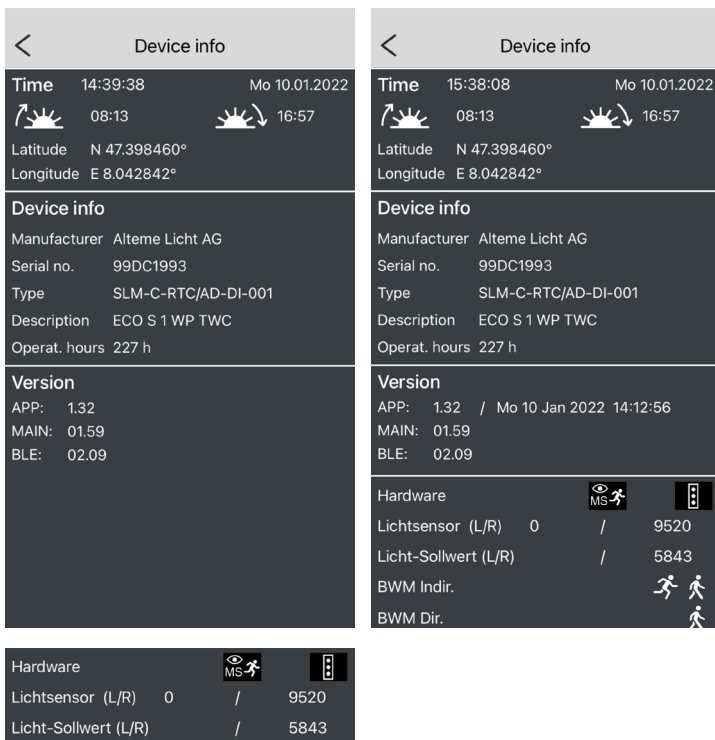 Device info
Time 14:39:38 Mo 10.01.2022
08:13 16:57
Latitude N 47.398460°
Longitude E 8.042842°
Device info
Manufacturer Alteme Licht AG
Serial no. 99DC1993
Type SLM-C-RTC/AD-DI-001
Description ECO S 1 WP TWC
Operat. hours 227 h
Version
APP: 1.32
MAIN: 01.59
BLE: 02.09
Device info
Time 15:38:08 Mo 10.01.2022
08:13 16:57
Latitude N 47.398460°
Longitude E 8.042842°
Device info
Manufacturer Alteme Licht AG
Serial no. 99DC1993
Type SLM-C-RTC/AD-DI-001
Description ECO S 1 WP TWC
Operat. hours 227 h
Version
APP: 1.32 / Mo 10 Jan 2022 14:12:56
MAIN: 01.59
BLE: 02.09
Hardware MS
Lichtsensor (L/R) 0 / 9520
Licht-Sollwert (L/R) / 5843
BWM Indir.
BWM Dir.
Hardware MS
Lichtsensor (L/R) 0 / 9520
Licht-Sollwert (L/R) / 5843